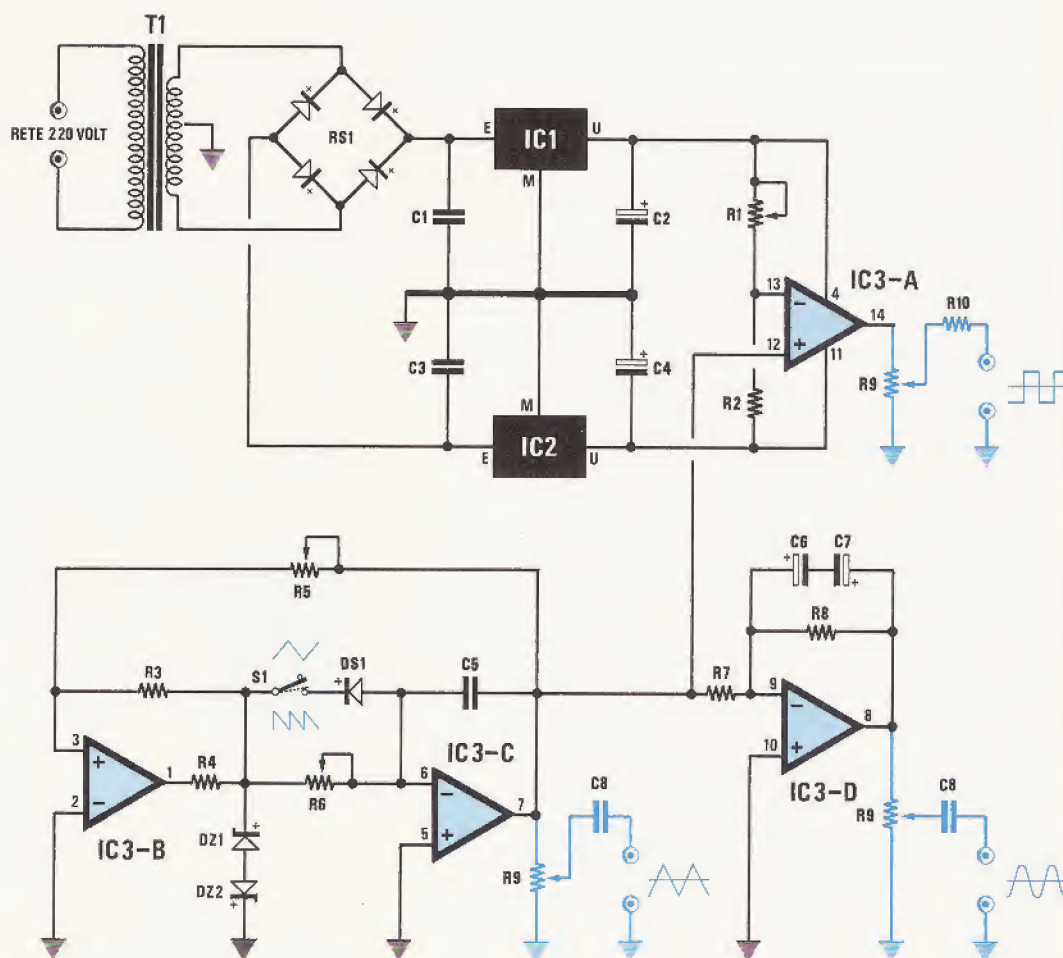 T1
RETE 220 VOLT
RS1
E
IC1
U
M
C1
+
C2
R1
IC3-A
13
−
4
14
R10
12
+
11
R9
C3
+
C4
R2
M
E
IC2
U
R5
C6
C7
+
+
R8
R3
S1
+
DS1
C5
R7
9
−
8
10
+
IC3-D
R9
C8
3
+
1
R4
2
−
IC3-B
R6
IC3-C
6
−
7
5
+
C8
R9
DZ1
+
DZ2
+